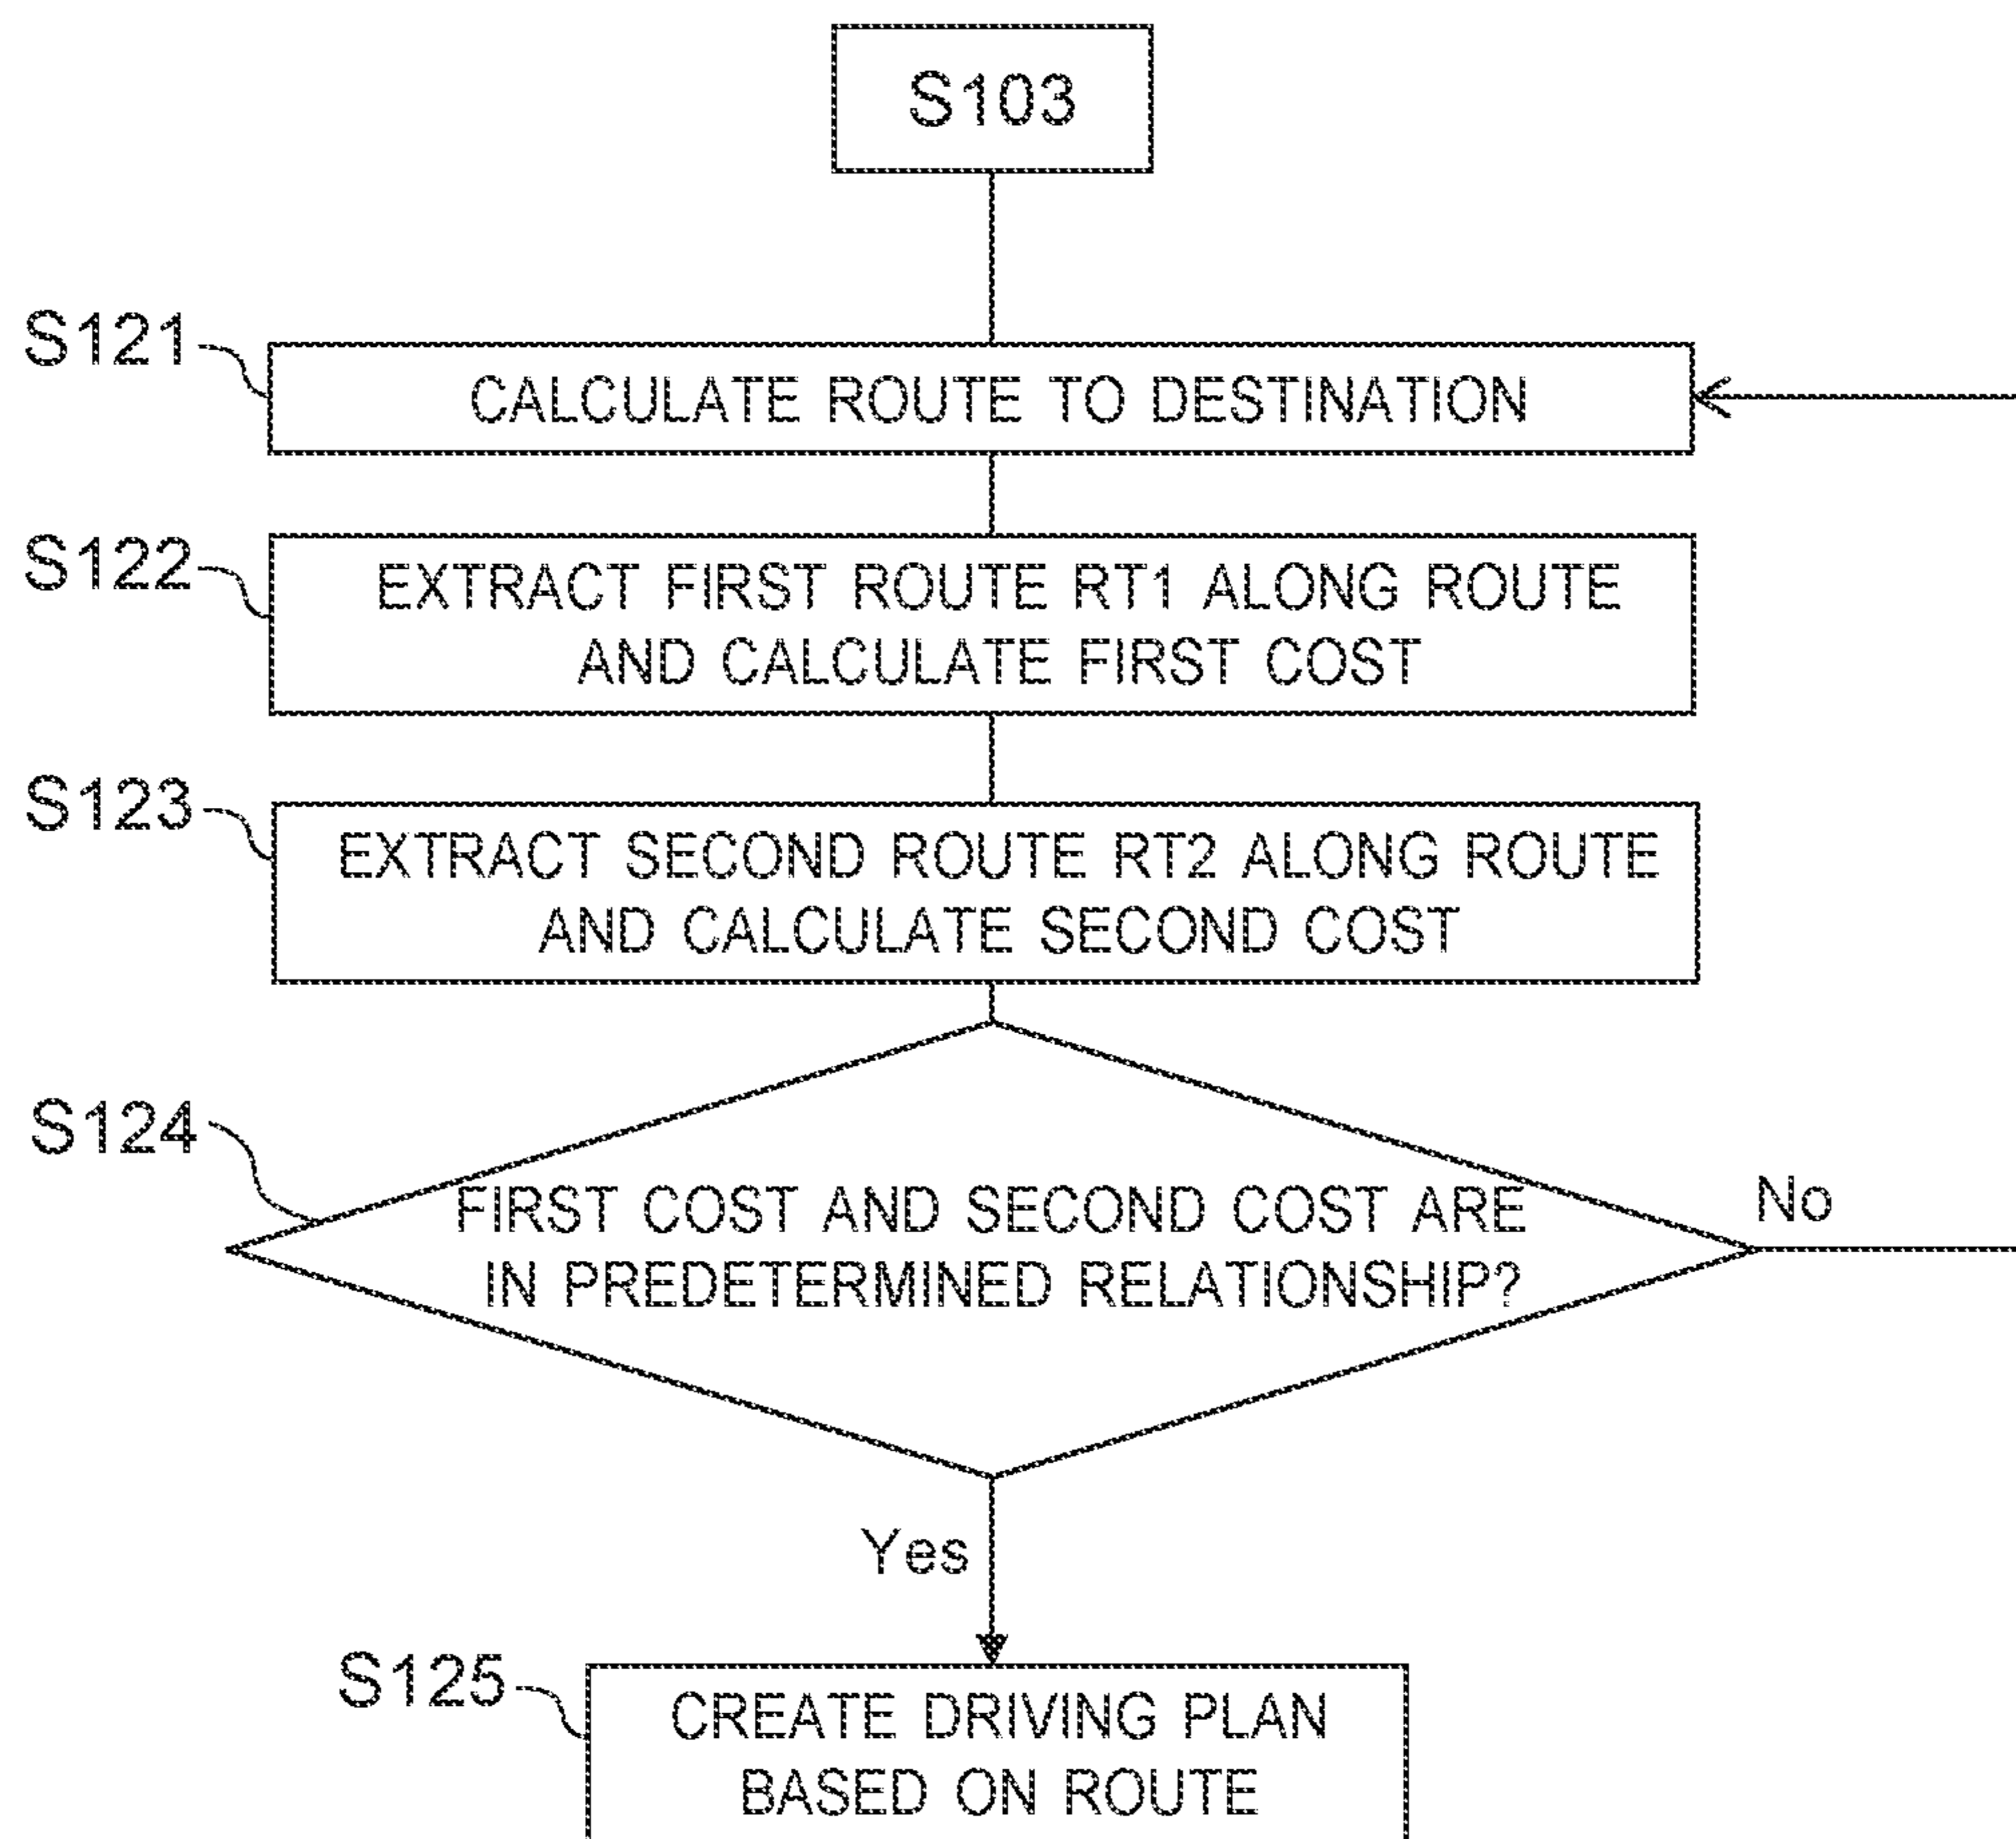 S103
S121
CALCULATE ROUTE TO DESTINATION
S122
EXTRACT FIRST ROUTE RT1 ALONG ROUTE
AND CALCULATE FIRST COST
S123
EXTRACT SECOND ROUTE RT2 ALONG ROUTE
AND CALCULATE SECOND COST
S124
FIRST COST AND SECOND COST ARE
IN PREDETERMINED RELATIONSHIP?
No
Yes
S125
CREATE DRIVING PLAN
BASED ON ROUTE